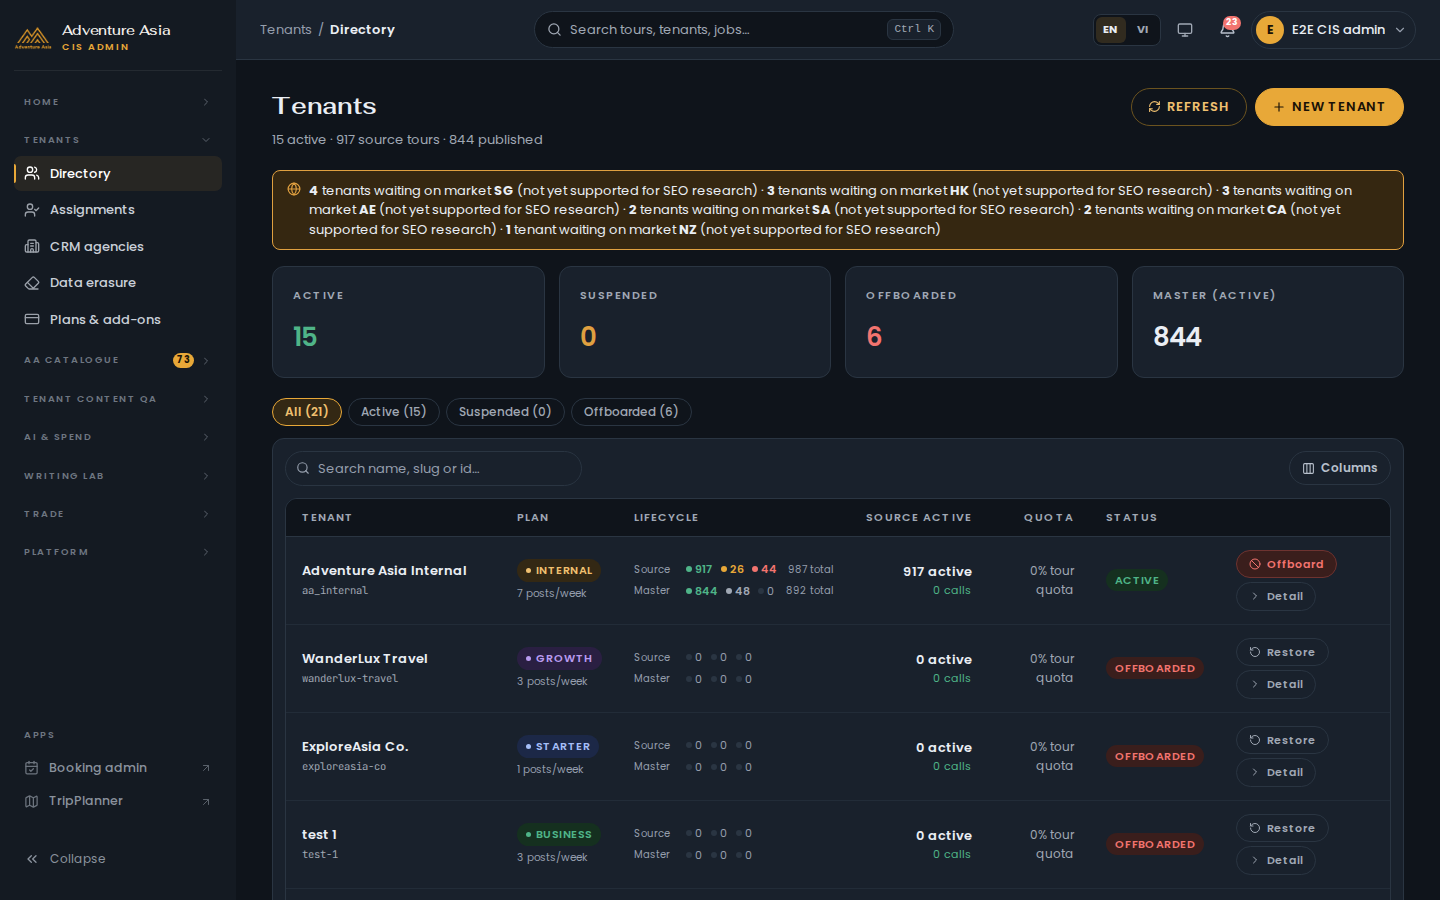 Adventure Asia
CIS ADMIN
Adventure Asia
Tenants / Directory
Search tours, tenants, jobs...
Ctrl K
EN
VI
23
E
E2E CIS admin
HOME
TENANTS
Directory
Assignments
CRM agencies
Data erasure
Plans & add-ons
AA CATALOGUE
73
TENANT CONTENT QA
AI & SPEND
WRITING LAB
TRADE
PLATFORM
APPS
Booking admin
TripPlanner
Collapse
Tenants
15 active · 917 source tours · 844 published
REFRESH
NEW TENANT
4 tenants waiting on market SG (not yet supported for SEO research) · 3 tenants waiting on market HK (not yet supported for SEO research) · 3 tenants waiting on
market AE (not yet supported for SEO research) · 2 tenants waiting on market SA (not yet supported for SEO research) · 2 tenants waiting on market CA (not yet
supported for SEO research) · 1 tenant waiting on market NZ (not yet supported for SEO research)
ACTIVE
15
SUSPENDED
0
OFFBOARDED
6
MASTER (ACTIVE)
844
All (21)
Active (15)
Suspended (0)
Offboarded (6)
Search name, slug or id...
Columns
TENANT PLAN LIFECYCLE SOURCE ACTIVE QUOTA STATUS
Adventure Asia Internal
aa_internal
INTERNAL
7 posts/week
Source 917 26 44 987 total
Master 844 48 0 892 total
917 active
0 calls
0% tour
quota
ACTIVE
Offboard
Detail
WanderLux Travel
wanderlux-travel
GROWTH
3 posts/week
Source 0 0 0
Master 0 0 0
0 active
0 calls
0% tour
quota
OFFBOARDED
Restore
Detail
ExploreAsia Co.
exploreasia-co
STARTER
1 posts/week
Source 0 0 0
Master 0 0 0
0 active
0 calls
0% tour
quota
OFFBOARDED
Restore
Detail
test 1
test-1
BUSINESS
3 posts/week
Source 0 0 0
Master 0 0 0
0 active
0 calls
0% tour
quota
OFFBOARDED
Restore
Detail